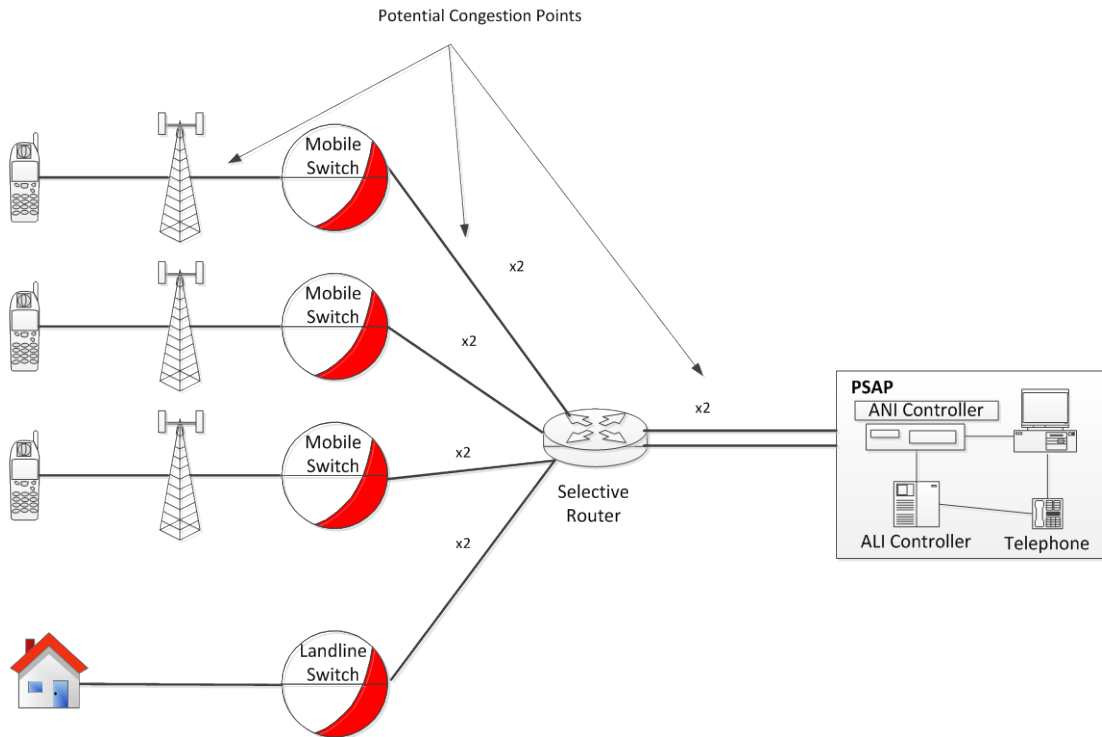 Potential Congestion Points
Mobile
Switch
x2
Mobile
Switch
x2
x2
PSAP
ANI Controller
Mobile
Switch
x2
Selective
Router
ALI Controller
Telephone
x2
Landline
Switch